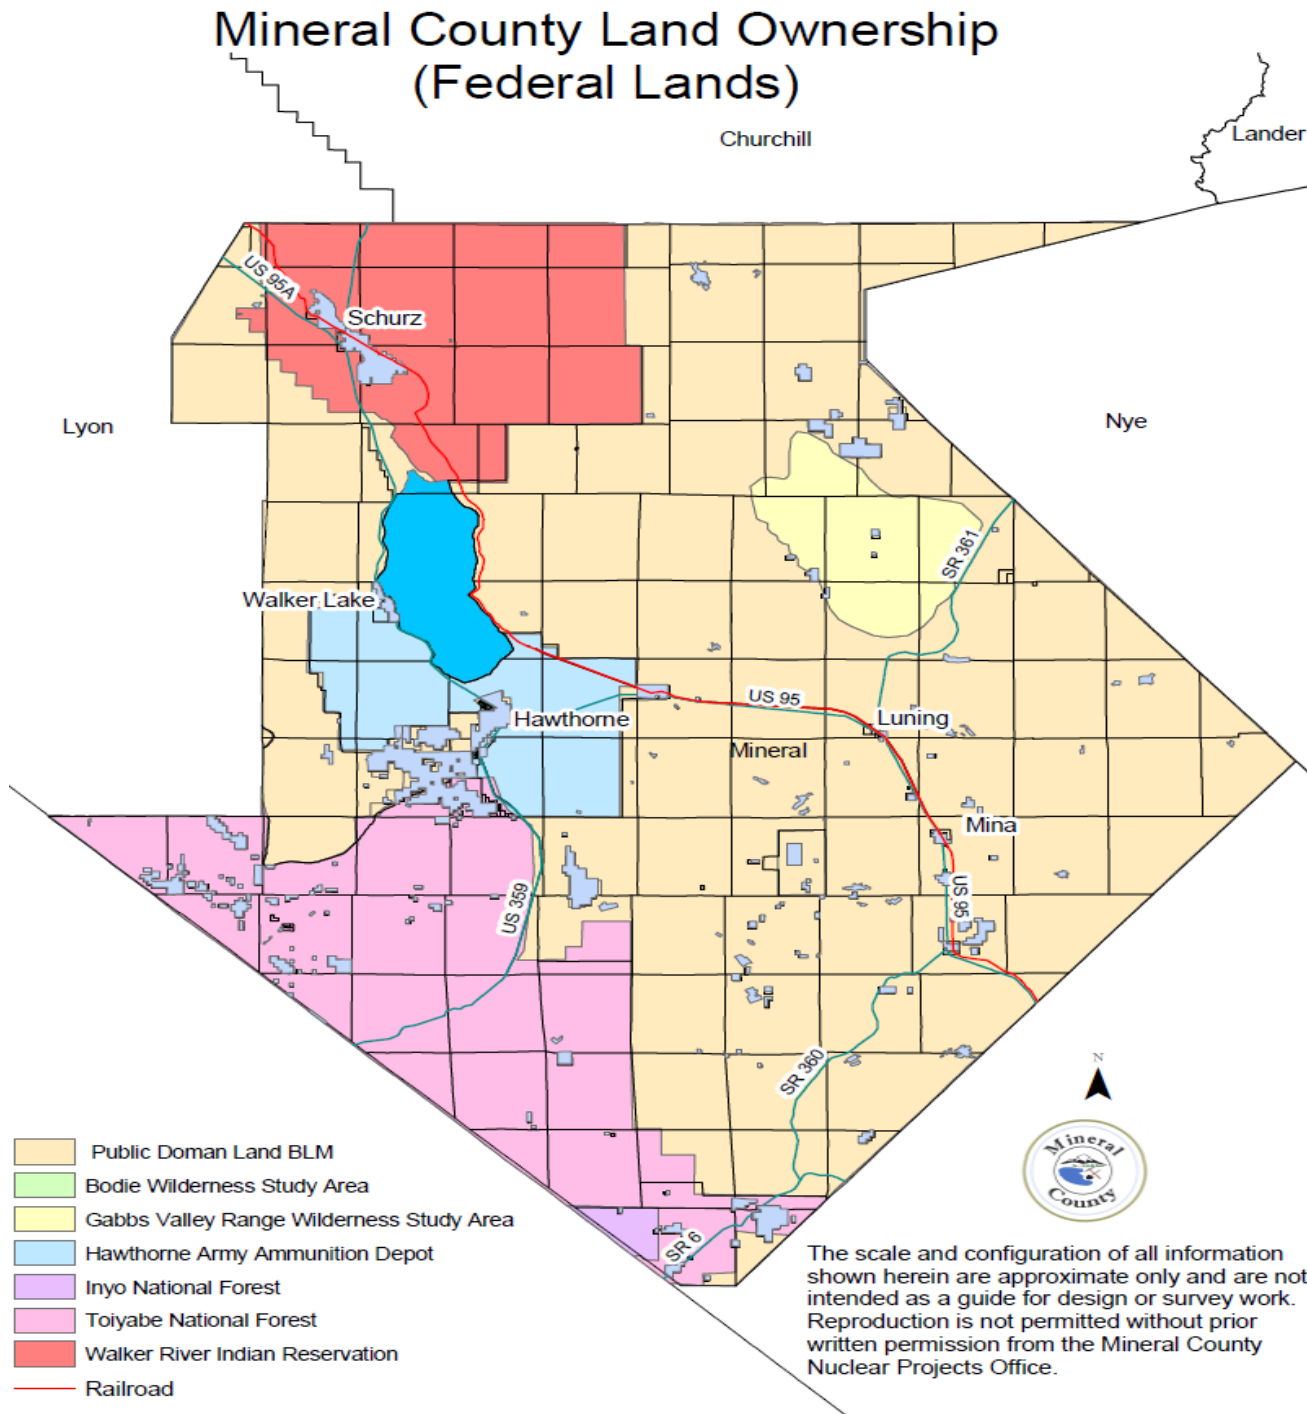 Mineral County Land Ownership
(Federal Lands)
Churchill
Lander
US 95A
Schurz
Lyon
Nye
SR 361
Walker Lake
US 95
Hawthorne
Luning
Mineral
Mina
US 359
US 95
SR 360
N
SR 6
Mineral
County
Public Doman Land BLM
Bodie Wilderness Study Area
Gabbs Valley Range Wilderness Study Area
Hawthorne Army Ammunition Depot
Inyo National Forest
Toiyabe National Forest
Walker River Indian Reservation
Railroad
The scale and configuration of all information
shown herein are approximate only and are not
intended as a guide for design or survey work.
Reproduction is not permitted without prior
written permission from the Mineral County
Nuclear Projects Office.